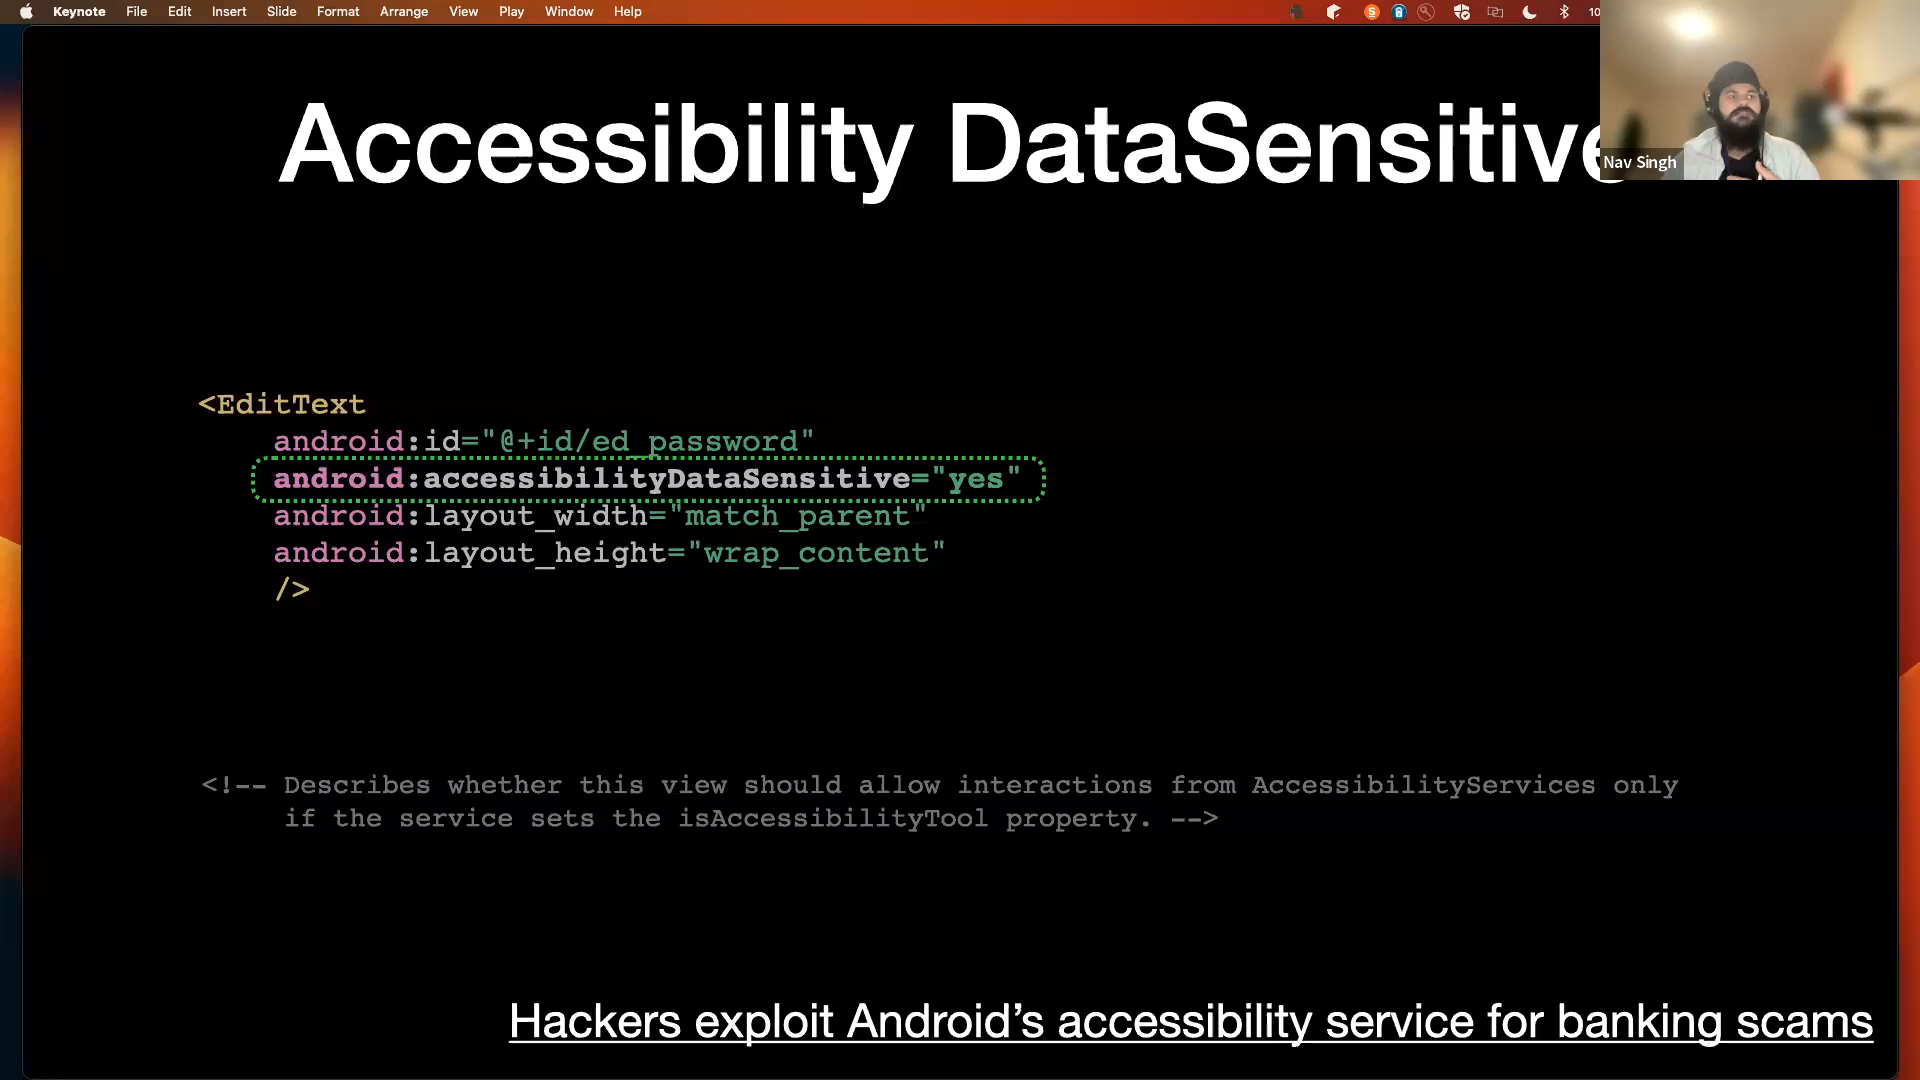 Keynote File Edit Insert Slide Format Arrange View Play Window Help
Accessibility DataSensitive
Nav Singh
<EditText
android:id="@+id/ed_password"
android:accessibilityDataSensitive="yes"
android:layout_width="match_parent"
android:layout_height="wrap_content"
/>
<!-- Describes whether this view should allow interactions from AccessibilityServices only
if the service sets the isAccessibilityTool property. -->
Hackers exploit Android’s accessibility service for banking scams